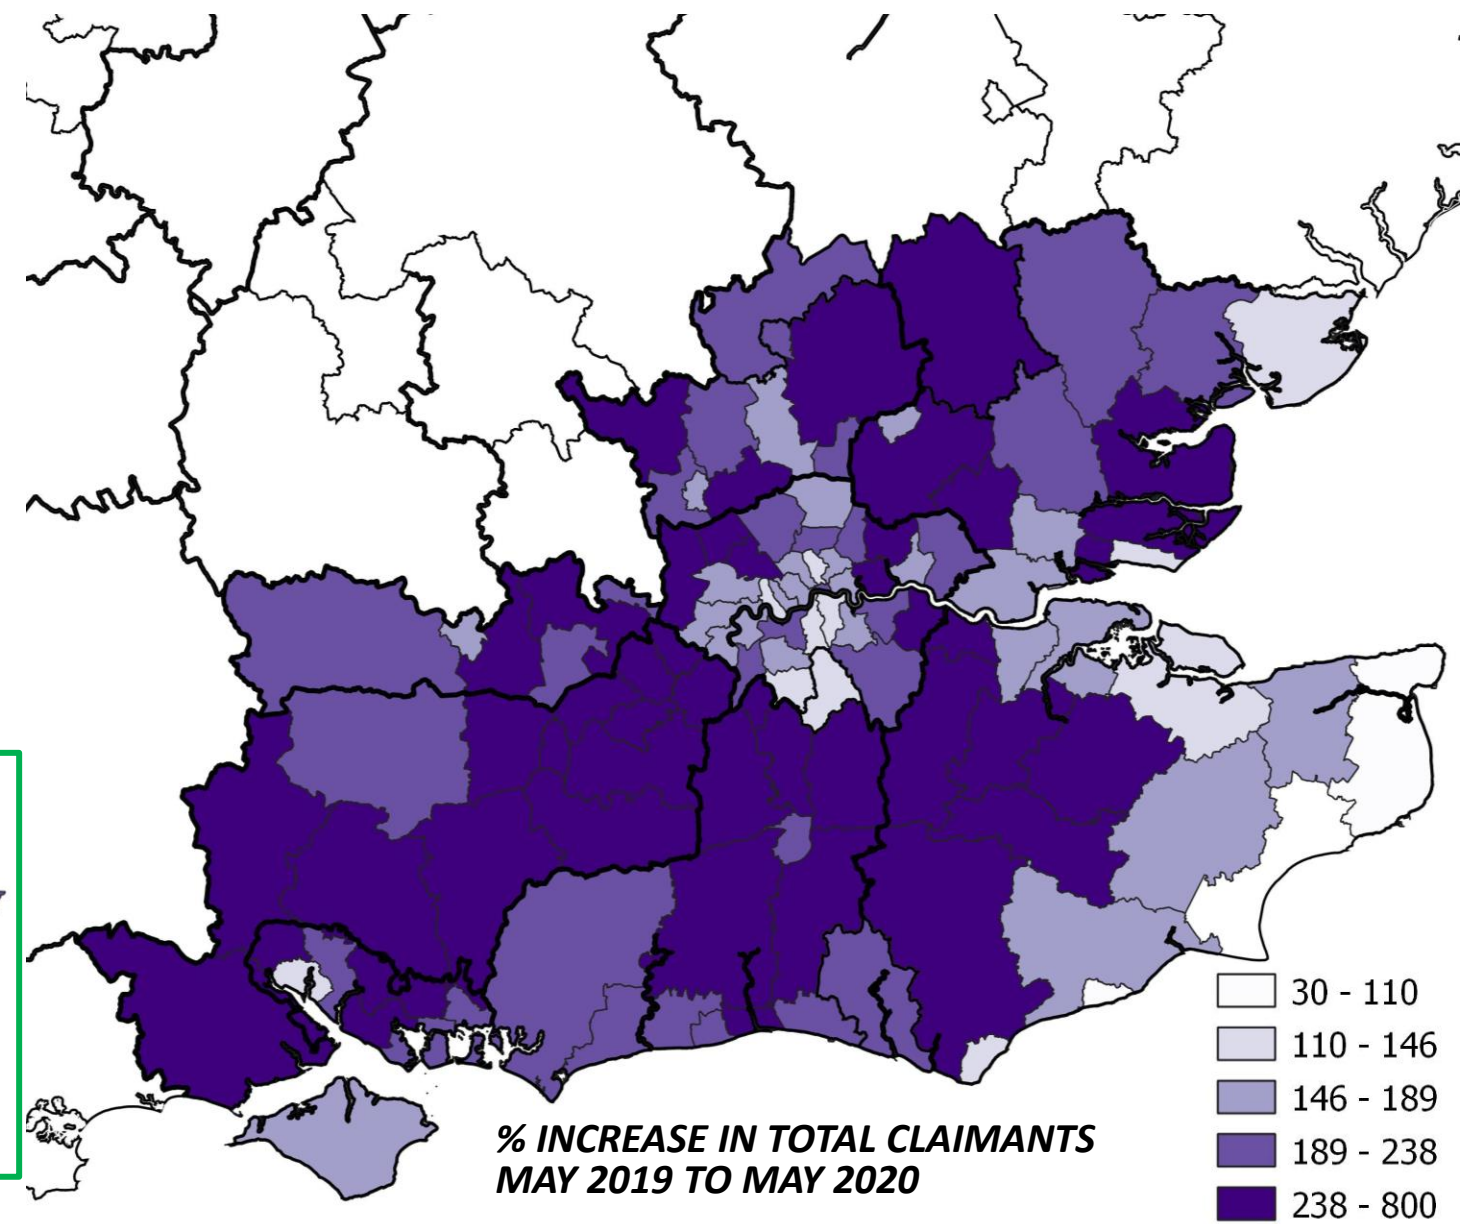 % INCREASE IN TOTAL CLAIMANTS
MAY 2019 TO MAY 2020
30 - 110
110 - 146
146 - 189
189 - 238
238 - 800